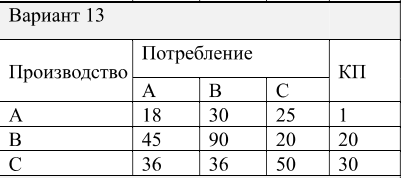 Вариант 13
Производство Потребление КП
А В С
А 18 30 25 1
В 45 90 20 20
С 36 36 50 30